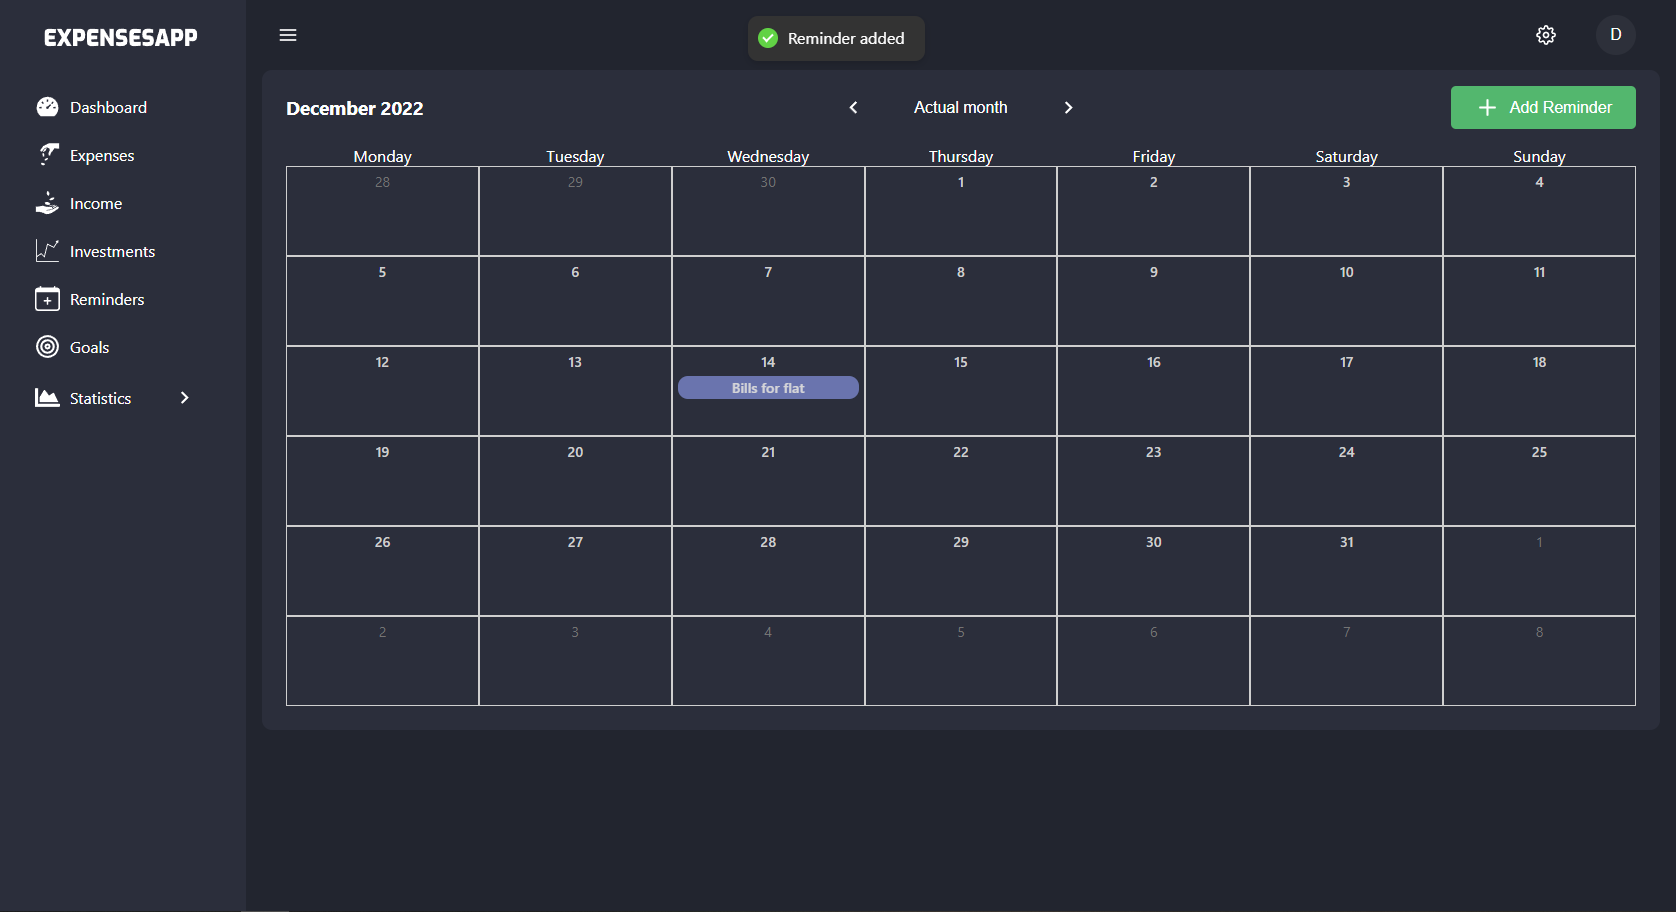 EXPENSESAPP
Dashboard
Expenses
Income
Investments
Reminders
Goals
Statistics
Reminder added
D
December 2022
Actual month
Add Reminder
Monday Tuesday Wednesday Thursday Friday Saturday Sunday
28 29 30 1 2 3 4
5 6 7 8 9 10 11
12 13 14 15 16 17 18
Bills for flat
19 20 21 22 23 24 25
26 27 28 29 30 31 1
2 3 4 5 6 7 8